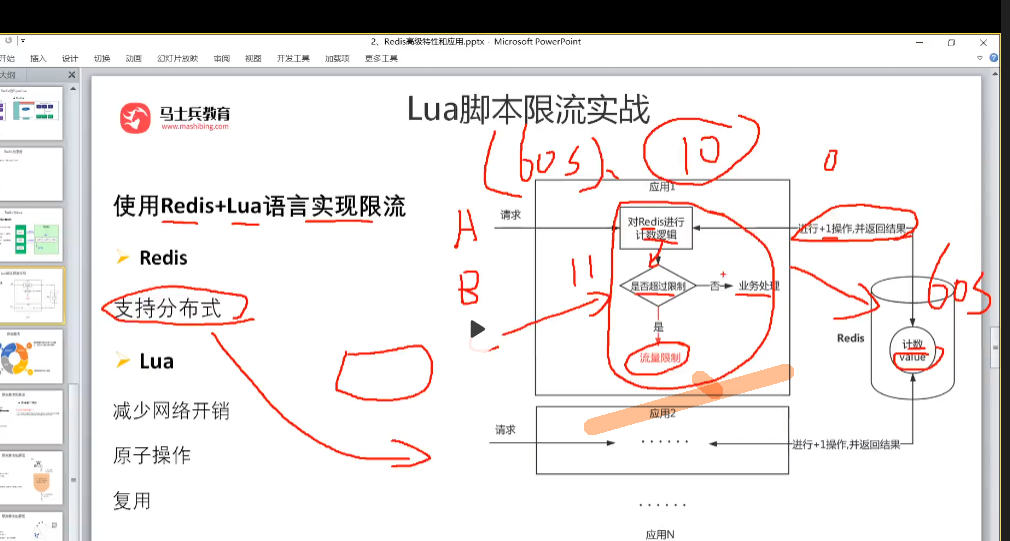 2、Redis高级特性和应用.pptx - Microsoft PowerPoint
开始 插入 设计 切换 动画 幻灯片放映 审阅 视图 开发工具 加载项 更多工具
大纲
马士兵教育
www.mashibing.com
Lua脚本限流实战
(60s)、 10
0
使用Redis+Lua语言实现限流
Redis
支持分布式
Lua
减少网络开销
原子操作
复用
应用1
请求
A
B
11
对Redis进行
计数逻辑
是否超过限制
否
+
业务处理
是
流量限制
进行+1操作,并返回结果
60S
Redis
计数
value
应用2
请求
······
进行+1操作,并返回结果
······
应用N